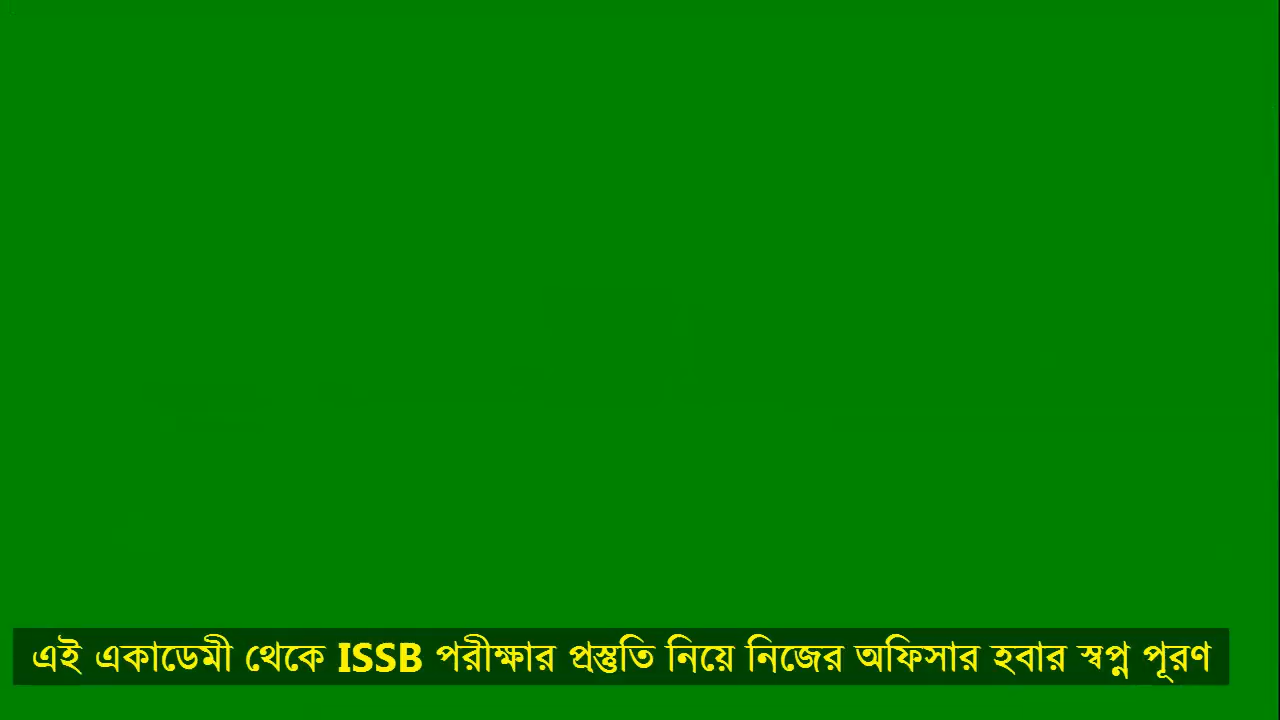 এই একাডেমী থেকে ISSB পরীক্ষার প্রস্তুতি নিয়ে নিজের অফিসার হবার স্বপ্ন পূরণ